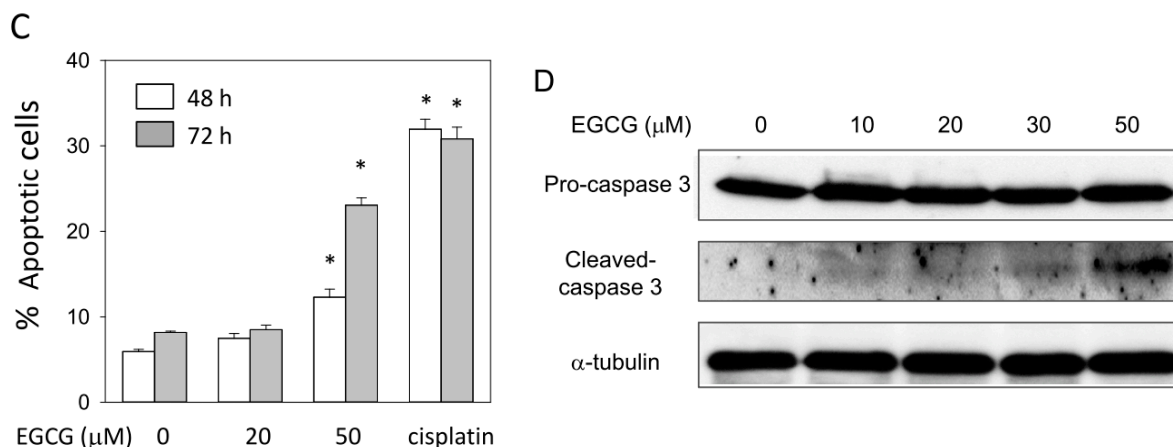 C
% Apoptotic cells
40
30
20
10
0
48 h
72 h
* *
*
*
EGCG (μM) 0 20 50 cisplatin
D
EGCG (μM) 0 10 20 30 50
Pro-caspase 3
Cleaved-
caspase 3
α-tubulin